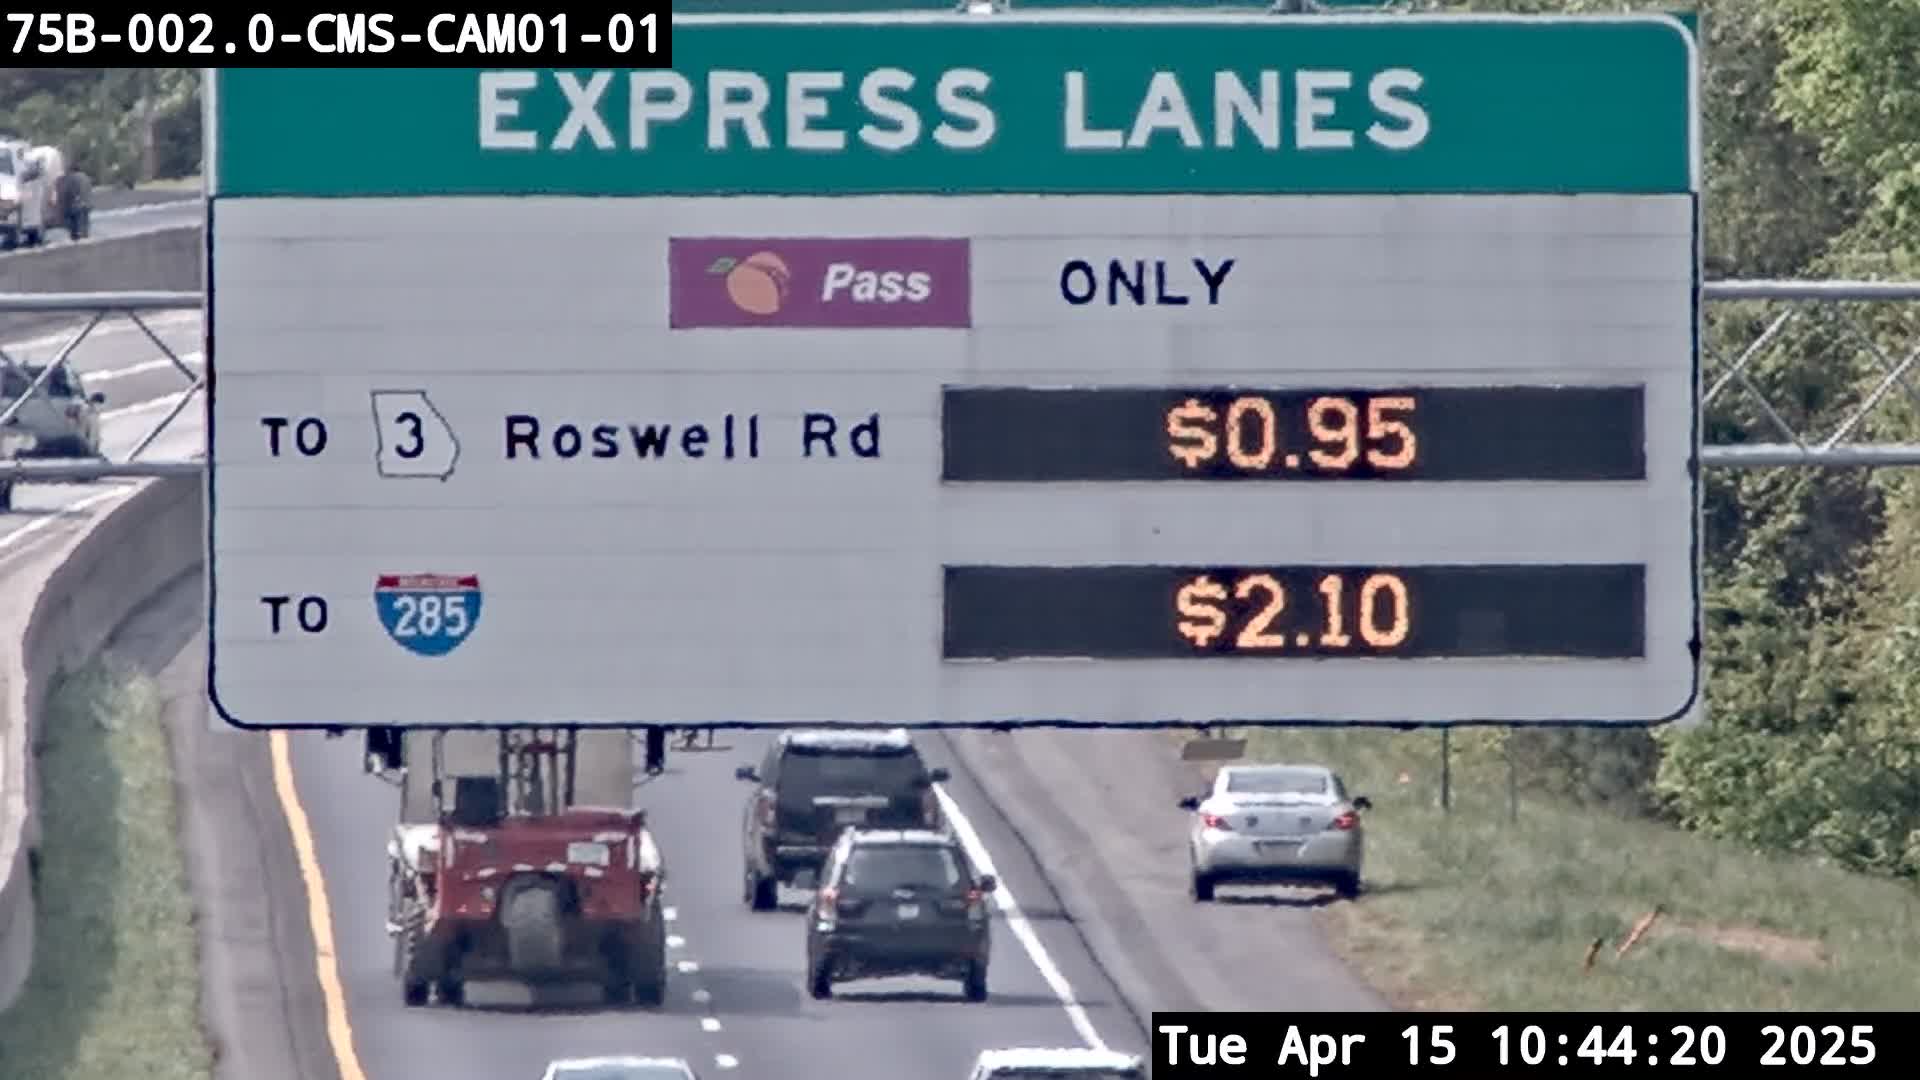 75B-002.0-CMS-CAM01-01
EXPRESS LANES
Pass ONLY
TO 3 Roswell Rd $0.95
TO 285 $2.10
Tue Apr 15 10:44:20 2025